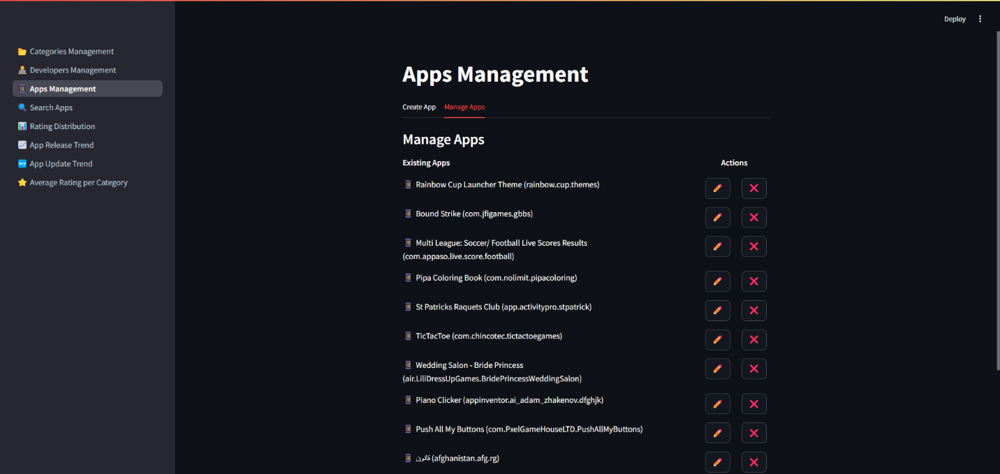 Deploy
Categories Management
Developers Management
Apps Management
Search Apps
Rating Distribution
App Release Trend
App Update Trend
Average Rating per Category
Apps Management
Create App
Manage Apps
Manage Apps
Existing Apps
Actions
Rainbow Cup Launcher Theme (rainbow.cup.themes)
Bound Strike (com.jfigames.gbbs)
Multi League: Soccer/ Football Live Scores Results
(com.appaso.live.score.football)
Pipa Coloring Book (com.nolimit.pipacoloring)
St Patricks Raquets Club (app.activitypro.stpatrick)
TicTacToe (com.chincotec.tictactoegames)
Wedding Salon - Bride Princess
(air.LiliDressUpGames.BridePrincessWeddingSalon)
Piano Clicker (appinventor.ai_adam_zhakenov.dfghjk)
Push All My Buttons (com.PxelGameHouseLTD.PushAllMyButtons)
قانون (afghanistan.afg.rg)